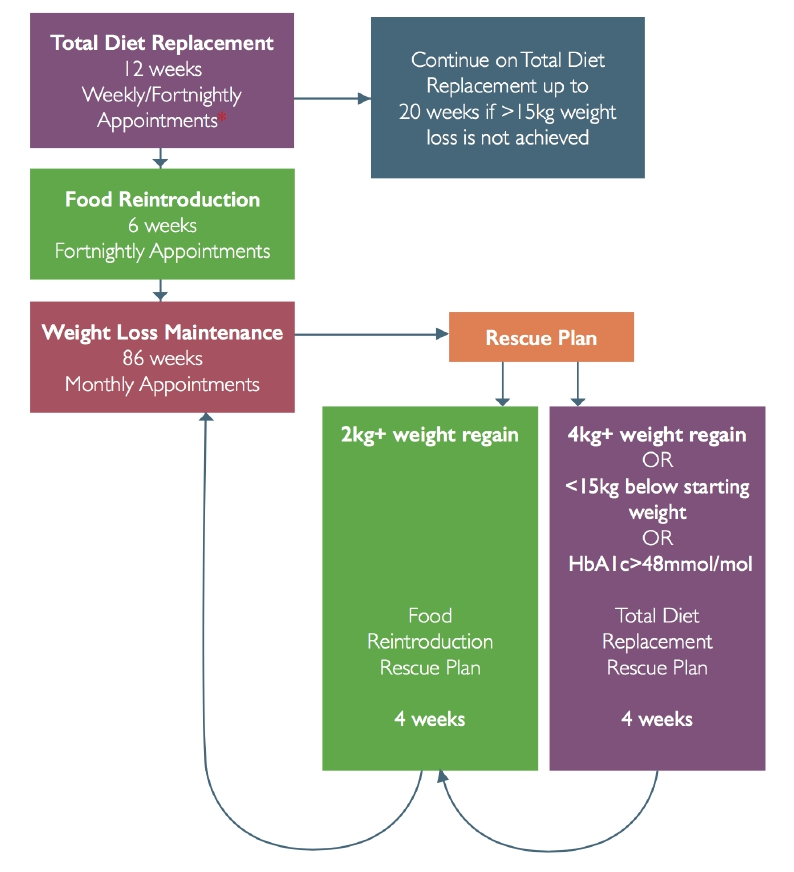 Total Diet Replacement
12 weeks
Weekly/Fortnightly
Appointments*
Continue on Total Diet
Replacement up to
20 weeks if >15kg weight
loss is not achieved
Food Reintroduction
6 weeks
Fortnightly Appointments
Weight Loss Maintenance
86 weeks
Monthly Appointments
Rescue Plan
2kg+ weight regain
Food
Reintroduction
Rescue Plan
4 weeks
4kg+ weight regain
OR
<15kg below starting
weight
OR
HbA1c>48mmol/mol
Total Diet
Replacement
Rescue Plan
4 weeks